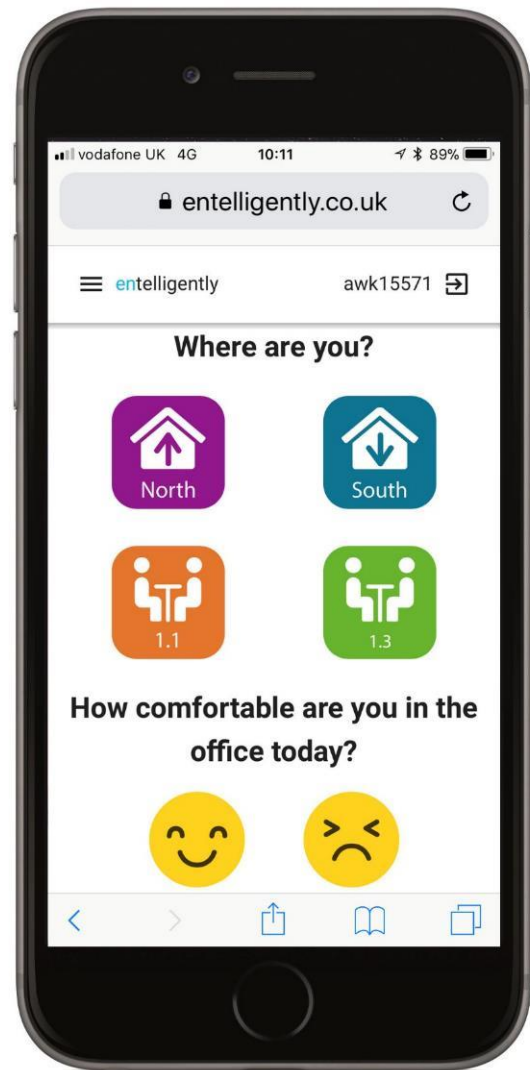 vodafone UK 4G 10:11 89%
entelligently.co.uk
entelligently awk15571
Where are you?
North South
1.1 1.3
How comfortable are you in the
office today?